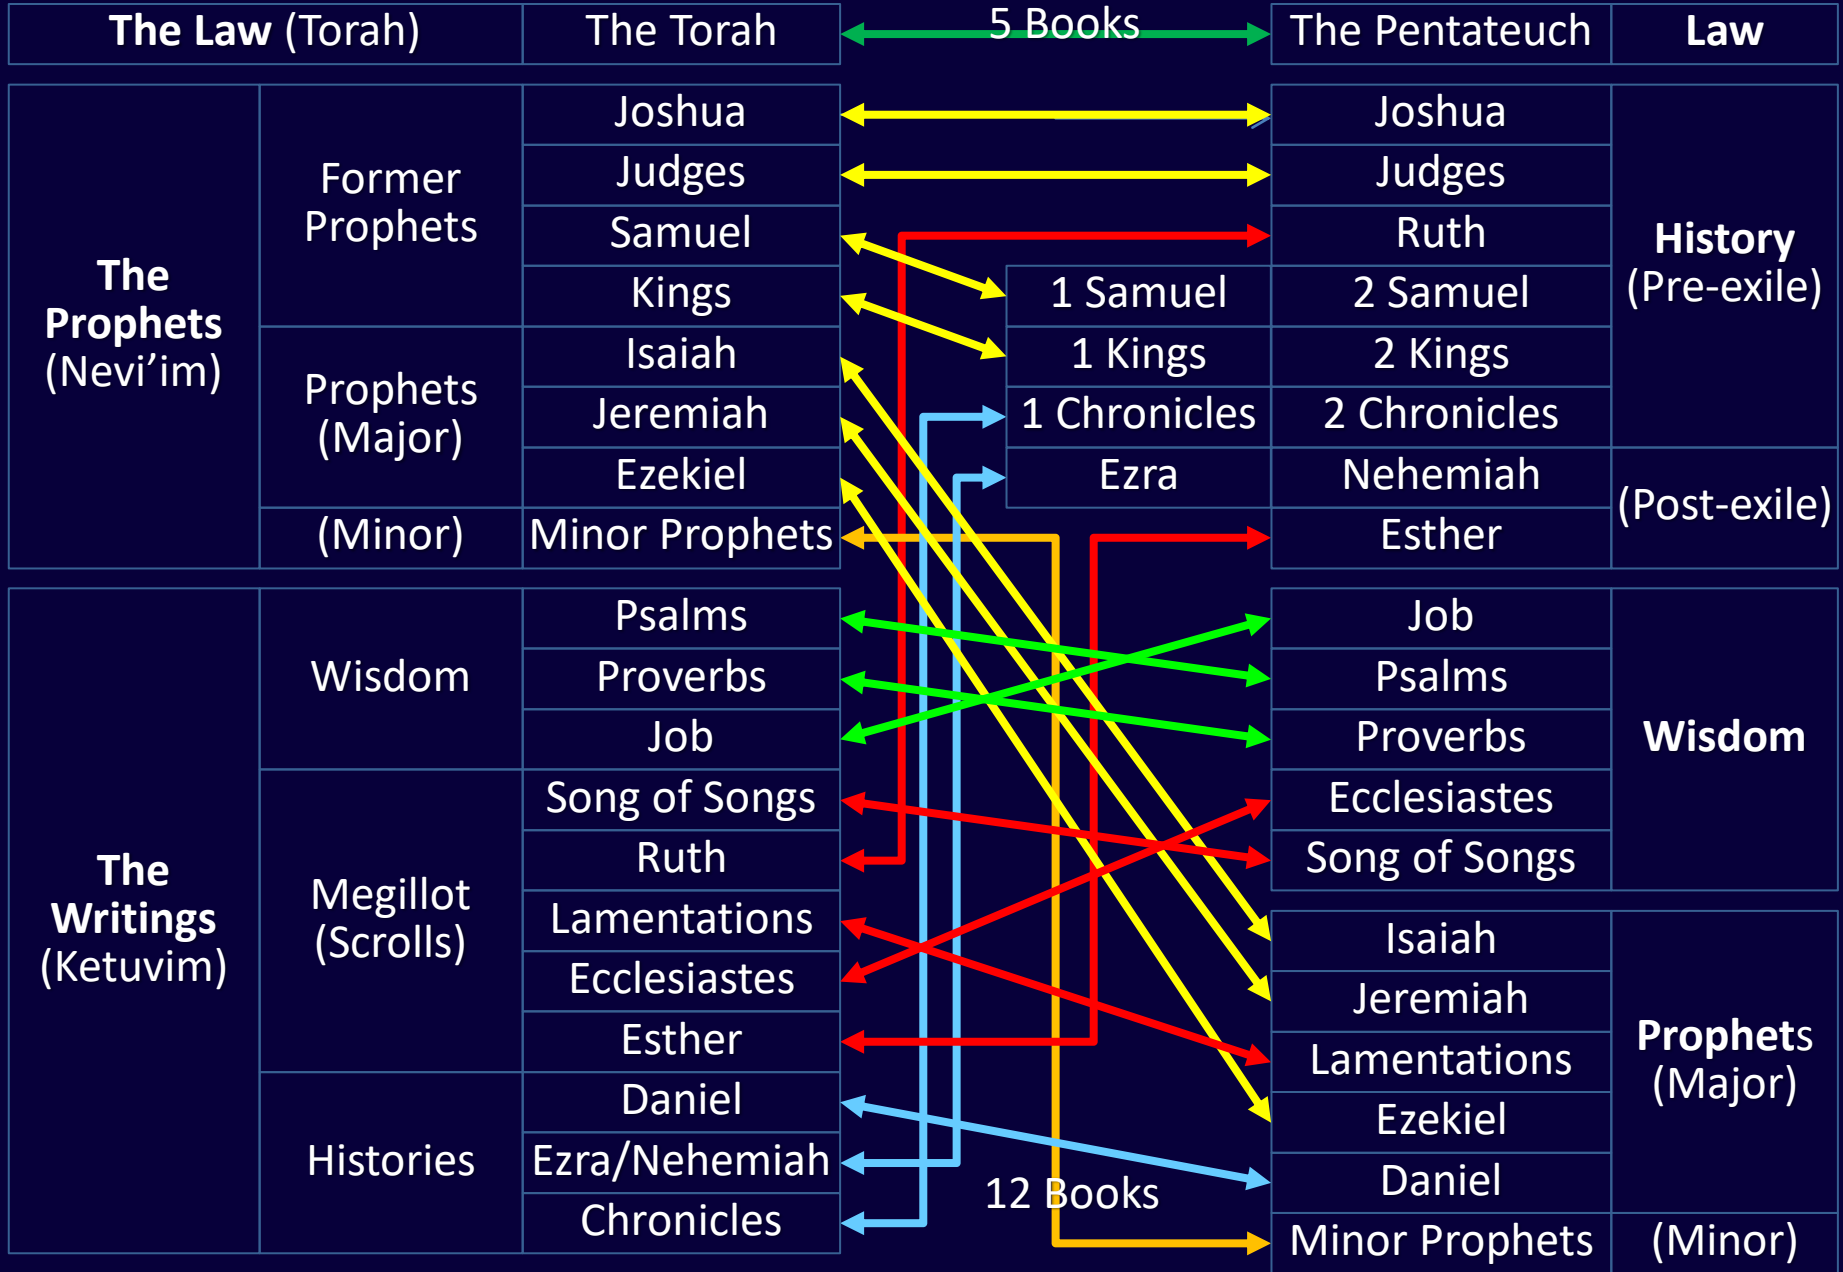 The Law (Torah) The Torah 5 Books The Pentateuch Law
The
Prophets
(Nevi’im)
Former
Prophets
Joshua
Judges
Samuel
Kings
Prophets
(Major)
Isaiah
Jeremiah
Ezekiel
(Minor)
Minor Prophets
The
Writings
(Ketuvim)
Wisdom
Psalms
Proverbs
Job
Megillot
(Scrolls)
Song of Songs
Ruth
Lamentations
Ecclesiastes
Esther
Histories
Daniel
Ezra/Nehemiah
Chronicles
12 Books
Joshua
Judges
Ruth
1 Samuel 2 Samuel
1 Kings 2 Kings
1 Chronicles 2 Chronicles
History
(Pre-exile)
Ezra Nehemiah
Esther
(Post-exile)
Job
Psalms
Proverbs
Ecclesiastes
Song of Songs
Wisdom
Isaiah
Jeremiah
Lamentations
Ezekiel
Daniel
Prophets
(Major)
Minor Prophets
(Minor)